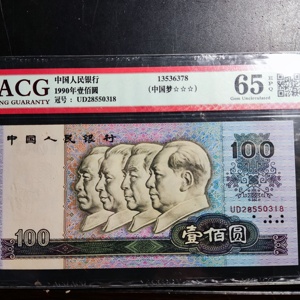 ACG
NG GUARANTY
中国人民银行
1990年壹佰圆
冠号： UD28550318
13536378
(中国梦☆☆☆)
65 EPQ
Gem Uncirculated
中国人民银行
100
UD28550318
100
壹佰圆